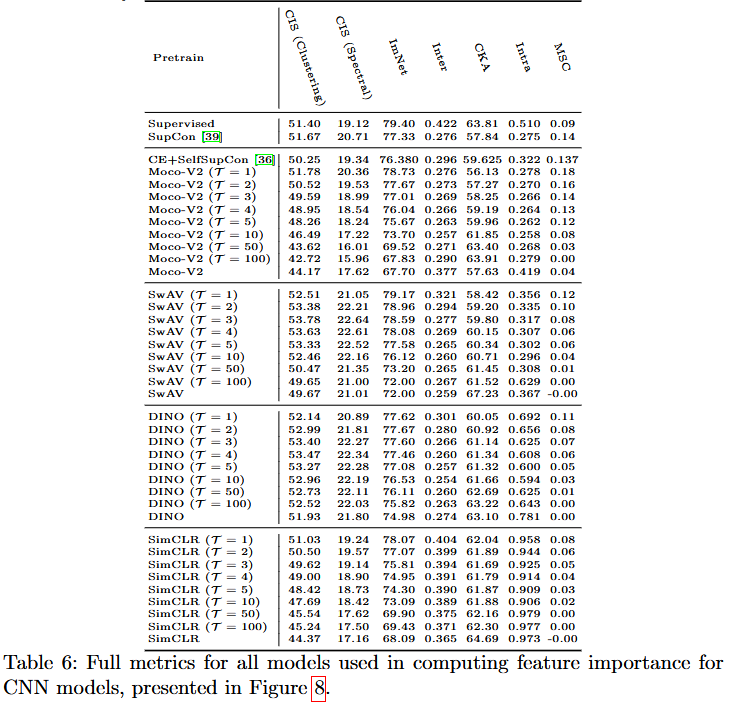 Pretrain CIS (Clustering) CIS (Spectral) ImNet Inter CKA Intra MSC
Supervised 51.40 19.12 79.40 0.422 63.81 0.510 0.09
SupCon [39] 51.67 20.71 77.33 0.276 57.84 0.275 0.14
CE+SelfSupCon [36] 50.25 19.34 76.380 0.296 59.625 0.322 0.137
Moco-V2 (𝒯 = 1) 51.78 20.36 78.73 0.276 56.13 0.278 0.18
Moco-V2 (𝒯 = 2) 50.52 19.53 77.67 0.273 57.27 0.270 0.16
Moco-V2 (𝒯 = 3) 49.59 18.99 77.01 0.269 58.25 0.266 0.14
Moco-V2 (𝒯 = 4) 48.95 18.54 76.04 0.266 59.19 0.264 0.13
Moco-V2 (𝒯 = 5) 48.26 18.24 75.67 0.263 59.96 0.262 0.12
Moco-V2 (𝒯 = 10) 46.49 17.22 73.70 0.257 61.85 0.258 0.08
Moco-V2 (𝒯 = 50) 43.62 16.01 69.52 0.271 63.40 0.268 0.03
Moco-V2 (𝒯 = 100) 42.72 15.96 67.83 0.290 63.91 0.279 0.00
Moco-V2 44.17 17.62 67.70 0.377 57.63 0.419 0.04
SwAV (𝒯 = 1) 52.51 21.05 79.17 0.321 58.42 0.356 0.12
SwAV (𝒯 = 2) 53.38 22.21 78.96 0.294 59.20 0.335 0.10
SwAV (𝒯 = 3) 53.78 22.64 78.59 0.277 59.80 0.317 0.08
SwAV (𝒯 = 4) 53.63 22.61 78.08 0.269 60.15 0.307 0.06
SwAV (𝒯 = 5) 53.33 22.52 77.58 0.265 60.34 0.302 0.06
SwAV (𝒯 = 10) 52.46 22.16 76.12 0.260 60.71 0.296 0.04
SwAV (𝒯 = 50) 50.47 21.35 73.20 0.265 61.45 0.308 0.01
SwAV (𝒯 = 100) 49.65 21.00 72.00 0.267 61.52 0.629 0.00
SwAV 49.67 21.01 72.00 0.259 67.23 0.367 -0.00
DINO (𝒯 = 1) 52.14 20.89 77.62 0.301 60.05 0.692 0.11
DINO (𝒯 = 2) 52.99 21.81 77.67 0.280 60.92 0.656 0.08
DINO (𝒯 = 3) 53.40 22.27 77.60 0.266 61.14 0.625 0.07
DINO (𝒯 = 4) 53.47 22.34 77.46 0.260 61.34 0.608 0.06
DINO (𝒯 = 5) 53.27 22.28 77.08 0.257 61.32 0.600 0.05
DINO (𝒯 = 10) 52.96 22.19 76.53 0.254 61.66 0.594 0.03
DINO (𝒯 = 50) 52.73 22.11 76.11 0.260 62.69 0.625 0.01
DINO (𝒯 = 100) 52.52 22.03 75.82 0.263 63.22 0.643 0.00
DINO 51.93 21.80 74.98 0.274 63.10 0.781 0.00
SimCLR (𝒯 = 1) 51.03 19.24 78.07 0.404 62.04 0.958 0.08
SimCLR (𝒯 = 2) 50.50 19.57 77.07 0.399 61.89 0.944 0.06
SimCLR (𝒯 = 3) 49.62 19.14 75.81 0.394 61.69 0.925 0.05
SimCLR (𝒯 = 4) 49.00 18.90 74.95 0.391 61.79 0.914 0.04
SimCLR (𝒯 = 5) 48.42 18.73 74.30 0.390 61.87 0.909 0.03
SimCLR (𝒯 = 10) 47.69 18.42 73.09 0.389 61.88 0.906 0.02
SimCLR (𝒯 = 50) 45.54 17.62 69.90 0.375 62.16 0.979 0.00
SimCLR (𝒯 = 100) 45.24 17.50 69.43 0.371 62.30 0.977 0.00
SimCLR 44.37 17.16 68.09 0.365 64.69 0.973 -0.00
Table 6: Full metrics for all models used in computing feature importance for
CNN models, presented in Figure 8.